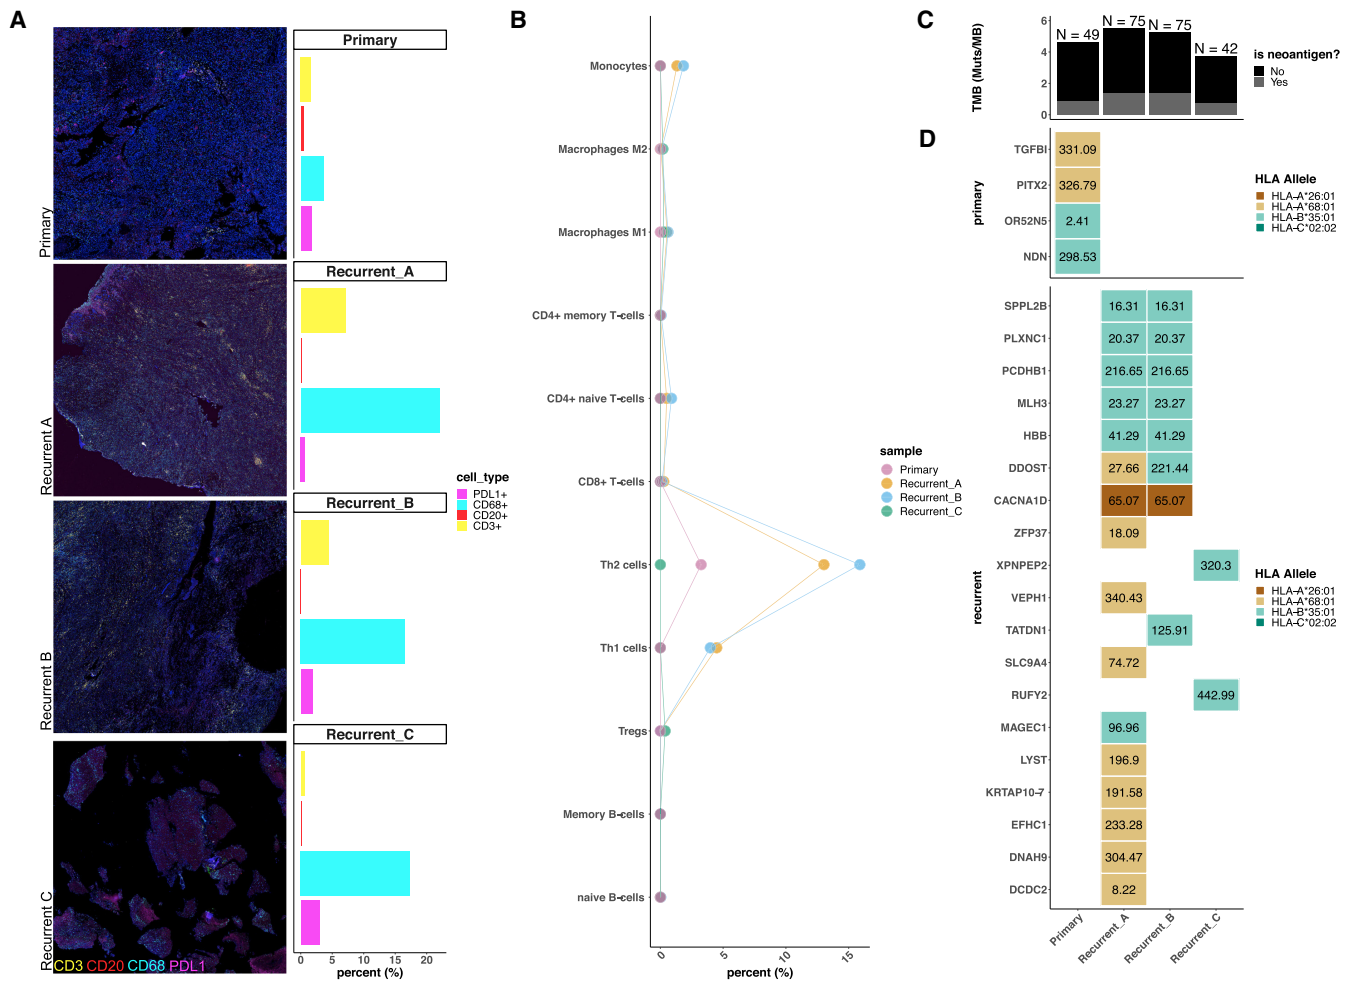 A
Primary
Primary
Recurrent A
Recurrent_A
Recurrent B
Recurrent_B
Recurrent C
Recurrent_C
CD3 CD20 CD68 PDL1
0 5 10 15 20
percent (%)
cell_type
PDL1+
CD68+
CD20+
CD3+
B
Monocytes
Macrophages M2
Macrophages M1
CD4+ memory T-cells
CD4+ naive T-cells
CD8+ T-cells
Th2 cells
Th1 cells
Tregs
Memory B-cells
naive B-cells
0 5 10 15
percent (%)
sample
Primary
Recurrent_A
Recurrent_B
Recurrent_C
C
TMB (Muts/MB)
6
4
2
0
N = 49
N = 75
N = 75
N = 42
is neoantigen?
No
Yes
D
primary
TGFBI 331.09
PITX2 326.79
OR52N5 2.41
NDN 298.53
HLA Allele
HLA-A*26:01
HLA-A*68:01
HLA-B*35:01
HLA-C*02:02
recurrent
SPPL2B 16.31 16.31
PLXNC1 20.37 20.37
PCDHB1 216.65 216.65
MLH3 23.27 23.27
HBB 41.29 41.29
DDOST 27.66 221.44
CACNA1D 65.07 65.07
ZFP37 18.09
XPNPEP2 320.3
VEPH1 340.43
TATDN1 125.91
SLC9A4 74.72
RUFY2 442.99
MAGEC1 96.96
LYST 196.9
KRTAP10-7 191.58
EFHC1 233.28
DNAH9 304.47
DCDC2 8.22
HLA Allele
HLA-A*26:01
HLA-A*68:01
HLA-B*35:01
HLA-C*02:02
Primary
Recurrent_A
Recurrent_B
Recurrent_C